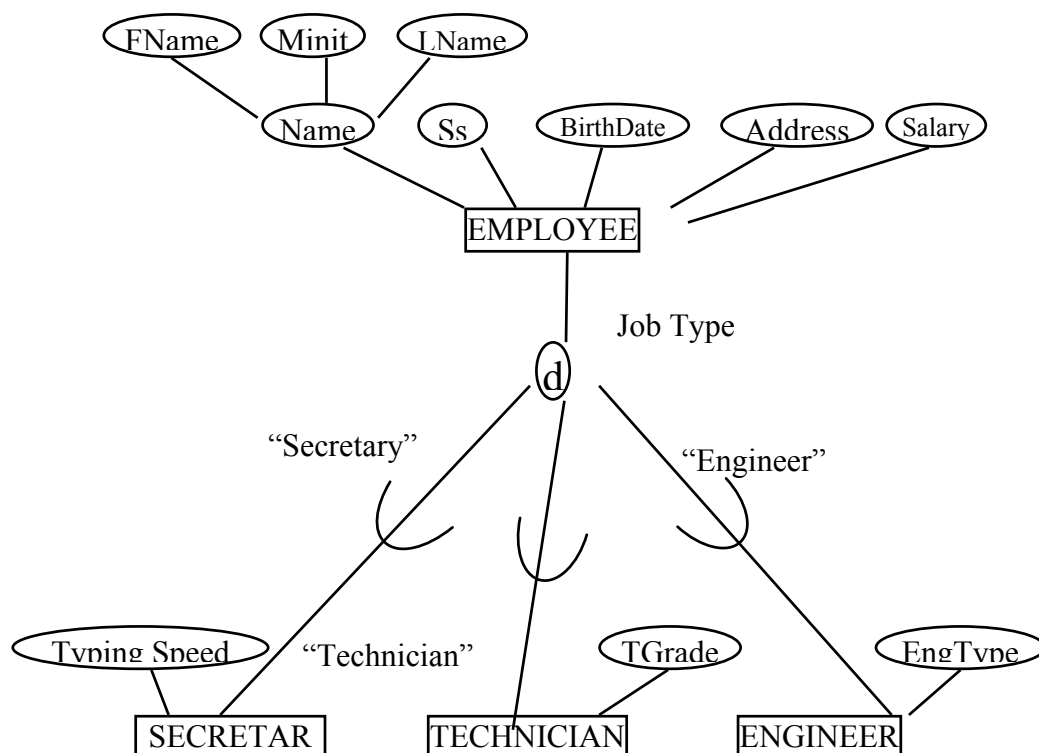 FName Minit LName
Name Ss BirthDate Address Salary
EMPLOYEE
Job Type
d
“Secretary” “Engineer”
Typing Speed “Technician” TGrade EngType
SECRETAR TECHNICIAN ENGINEER